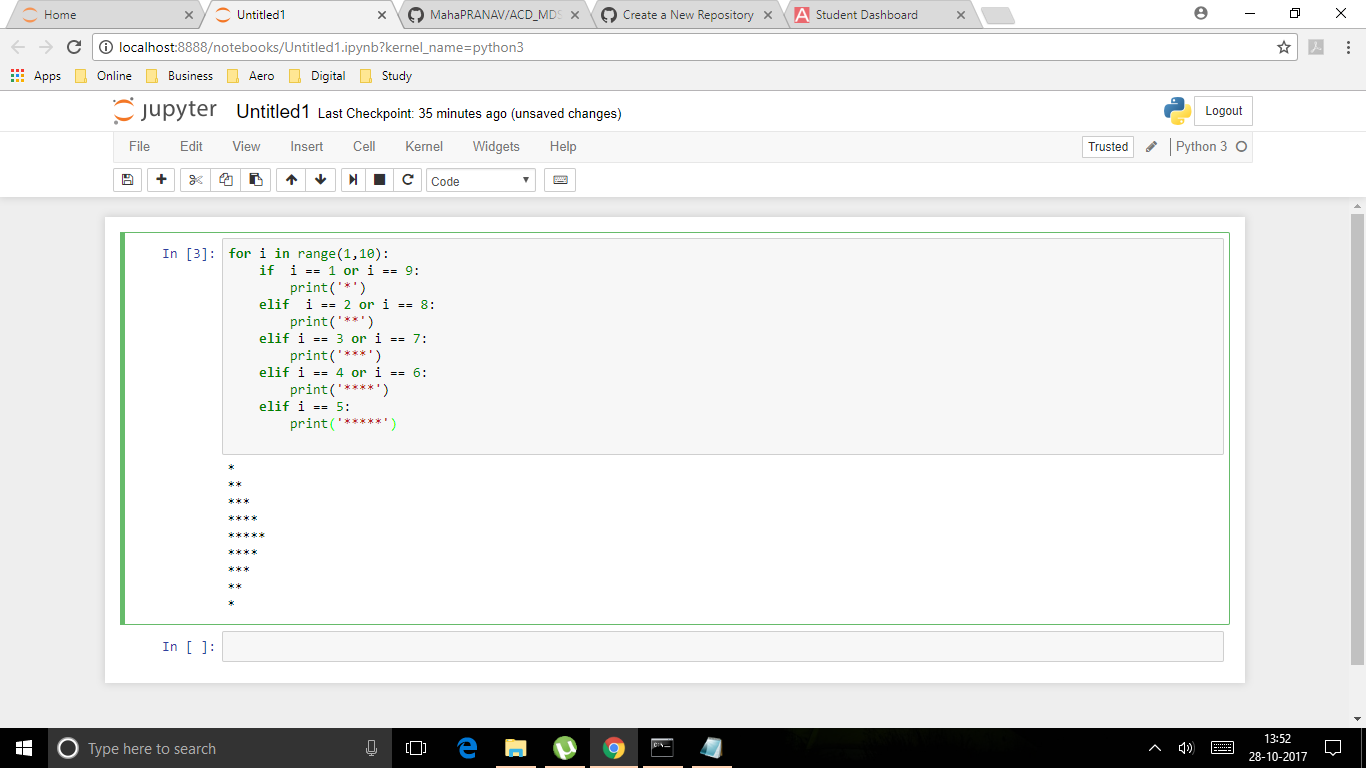 Home
Untitled1
MahaPRANAV/ACD_MDS
Create a New Repository
Student Dashboard
localhost:8888/notebooks/Untitled1.ipynb?kernel_name=python3
Apps Online Business Aero Digital Study
jupyter Untitled1 Last Checkpoint: 35 minutes ago (unsaved changes) Logout
File Edit View Insert Cell Kernel Widgets Help Trusted Python 3
Code
In [3]: for i in range(1,10):
    if  i == 1 or i == 9:
        print('*')
    elif  i == 2 or i == 8:
        print('**')
    elif i == 3 or i == 7:
        print('***')
    elif i == 4 or i == 6:
        print('****')
    elif i == 5:
        print('*****')
*
**
***
****
*****
****
***
**
*
In [ ]:
Type here to search
13:52
28-10-2017